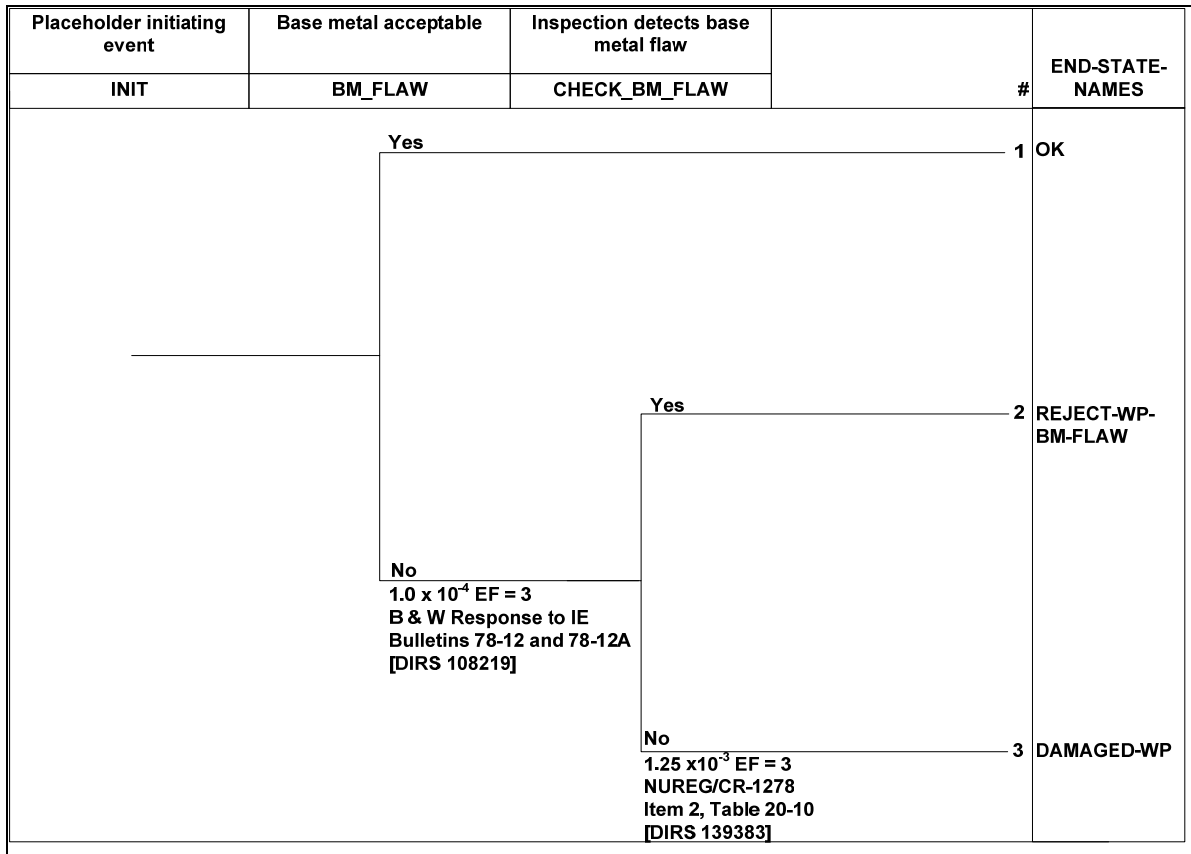 Placeholder initiating
event
Base metal acceptable
Inspection detects base
metal flaw
INIT
BM_FLAW
CHECK_BM_FLAW
#
END-STATE-
NAMES
Yes
1 OK
Yes
2 REJECT-WP-
BM-FLAW
No
1.0 x 10⁻⁴ EF = 3
B & W Response to IE
Bulletins 78-12 and 78-12A
[DIRS 108219]
No
3 DAMAGED-WP
1.25 x10⁻³ EF = 3
NUREG/CR-1278
Item 2, Table 20-10
[DIRS 139383]